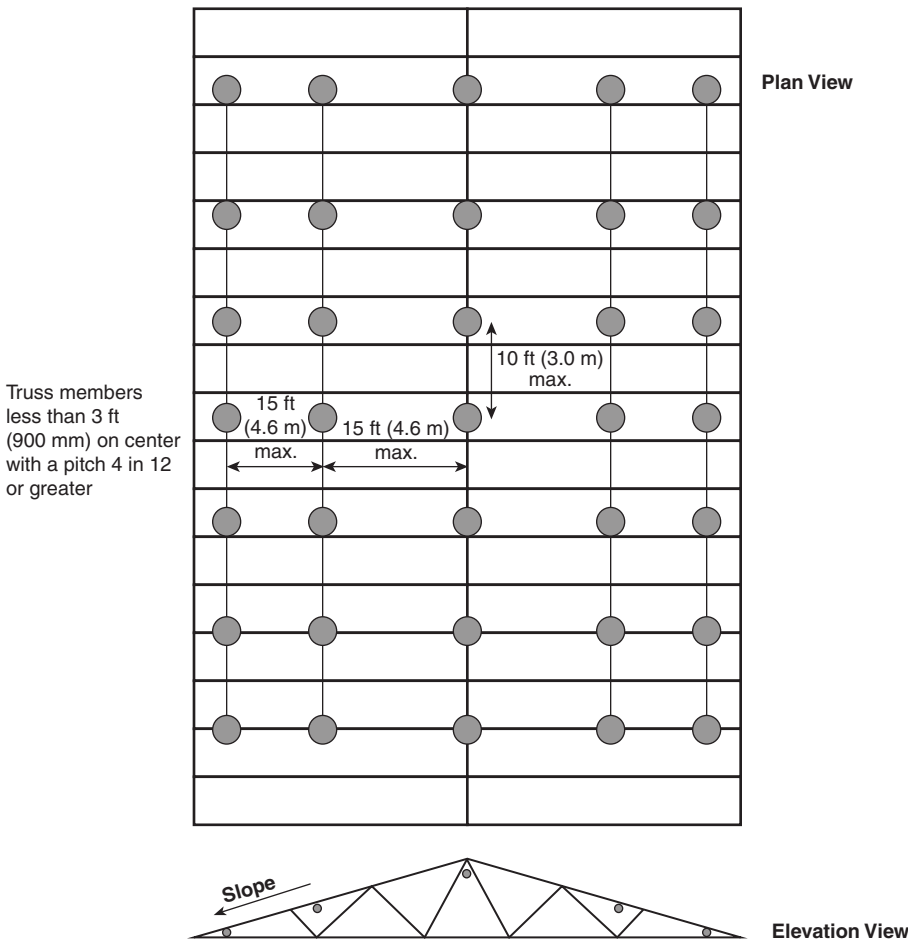 Plan View
10 ft (3.0 m)
max.
Truss members
less than 3 ft
(900 mm) on center
with a pitch 4 in 12
or greater
15 ft
(4.6 m)
max.
15 ft (4.6 m)
max.
Slope
Elevation View